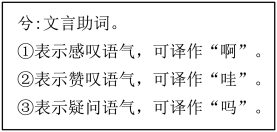 分:文言助词。
①表示感叹语气，可译作“啊”。
②表示赞叹语气，可译作“哇”。
③表示疑问语气，可译作“吗”。